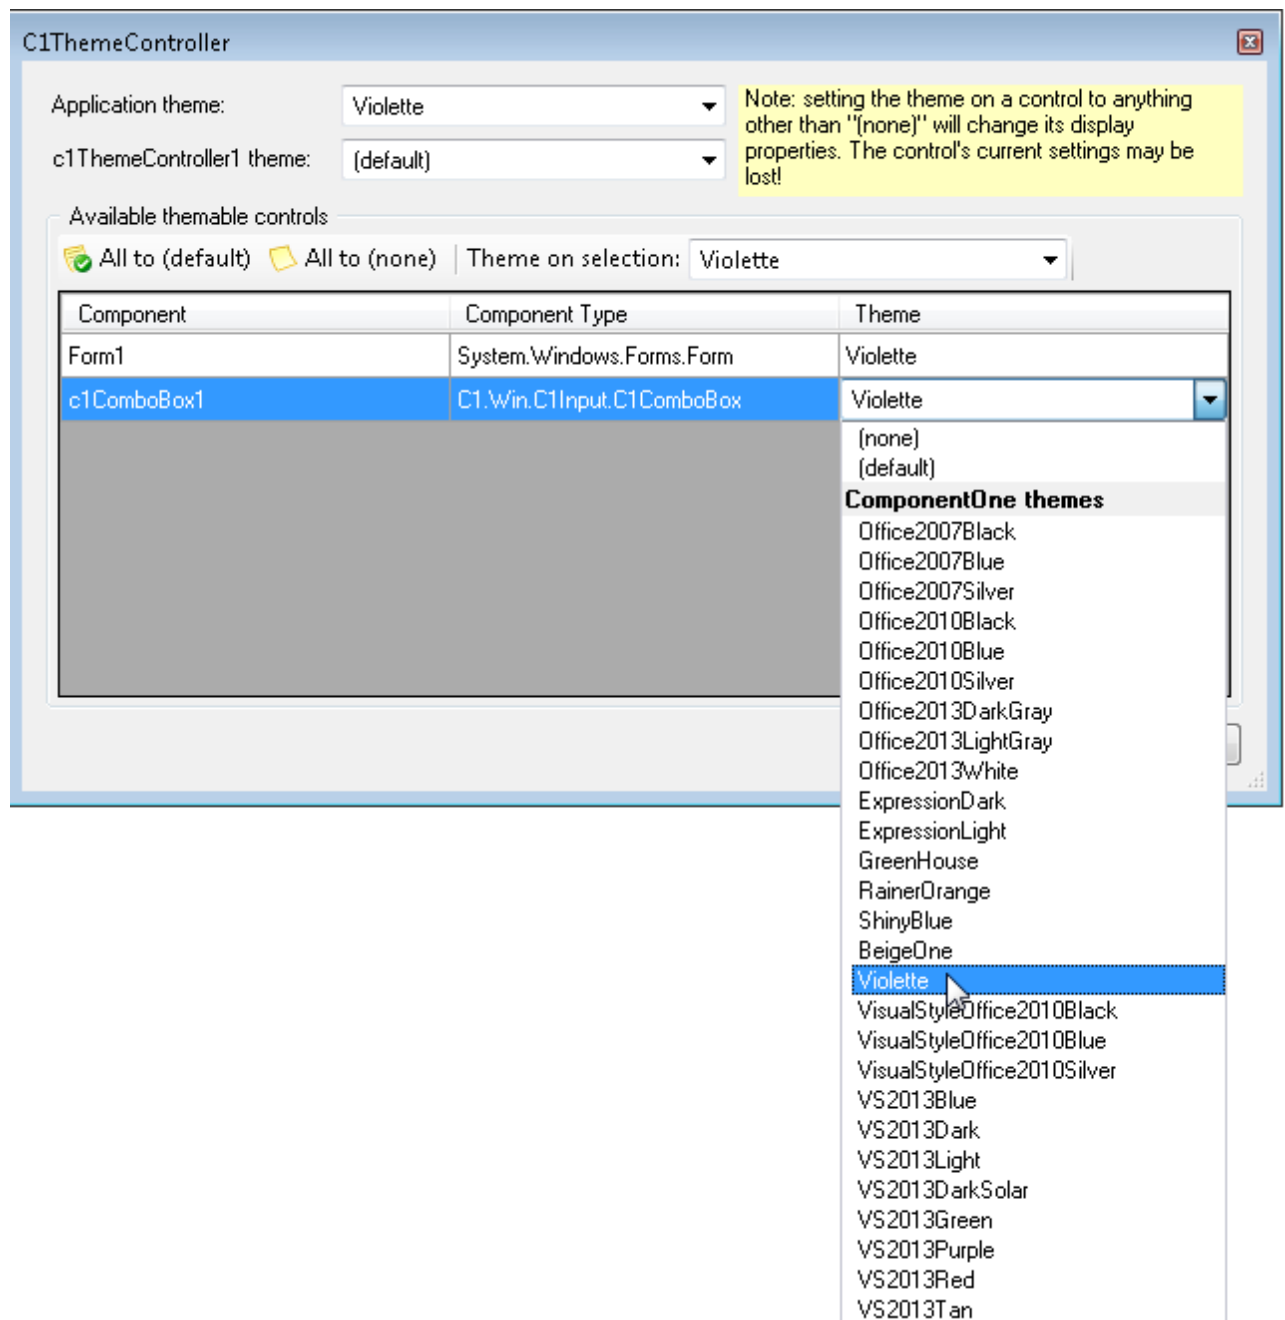 C1ThemeController
Application theme:
Violette
c1ThemeController1 theme:
(default)
Note: setting the theme on a control to anything
other than "(none)" will change its display
properties. The control's current settings may be
lost!
Available themable controls
All to (default)
All to (none)
Theme on selection:
Violette
Component
Component Type
Theme
Form1
System.Windows.Forms.Form
Violette
c1ComboBox1
C1.Win.C1Input.C1ComboBox
Violette
(none)
(default)
ComponentOne themes
Office2007Black
Office2007Blue
Office2007Silver
Office2010Black
Office2010Blue
Office2010Silver
Office2013DarkGray
Office2013LightGray
Office2013White
ExpressionDark
ExpressionLight
GreenHouse
RainerOrange
ShinyBlue
BeigeOne
Violette
VisualStyleOffice2010Black
VisualStyleOffice2010Blue
VisualStyleOffice2010Silver
VS2013Blue
VS2013Dark
VS2013Light
VS2013DarkSolar
VS2013Green
VS2013Purple
VS2013Red
VS2013Tan